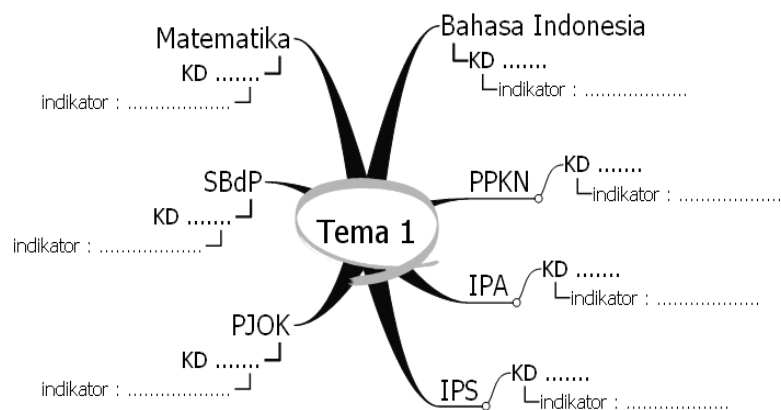 Matematika
KD .......
indikator : ...................
Bahasa Indonesia
KD .......
indikator : ...................
SBdP
KD .......
indikator : ...................
PPKN
KD .......
indikator : ...................
Tema 1
PJOK
KD .......
indikator : ...................
IPA
KD .......
indikator : ...................
IPS
KD .......
indikator : ...................